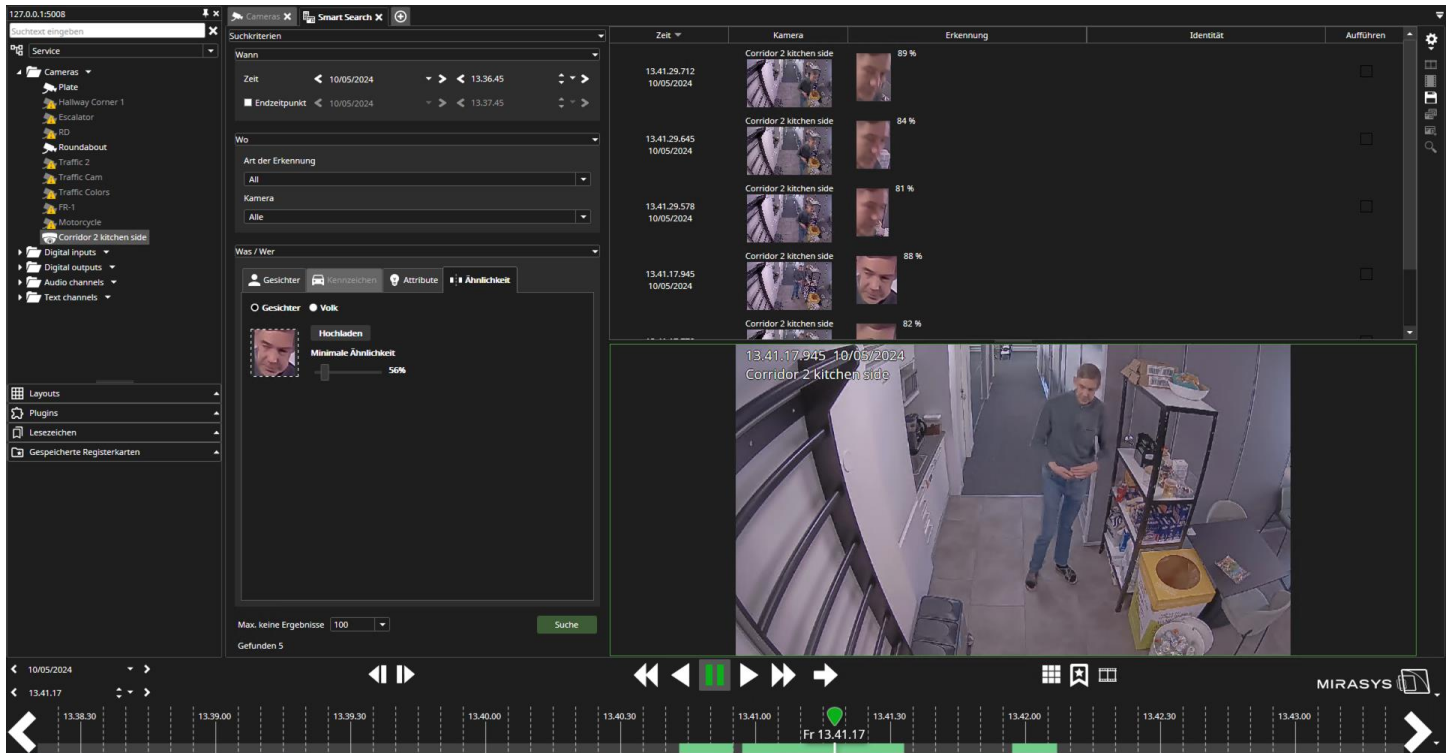 127.0.0.1:5008
Suchtext eingeben
Service
Cameras
Plate
Hallway Corner 1
Escalator
RD
Roundabout
Traffic 2
Traffic Cam
Traffic Colors
FR-1
Motorcycle
Corridor 2 kitchen side
Digital inputs
Digital outputs
Audio channels
Text channels
Layouts
Plugins
Lesezeichen
Gespeicherte Registerkarten
Cameras
Smart Search
Suchkriterien
Wann
Zeit 10/05/2024 13.36.45
Endzeitpunkt 10/05/2024 13.37.45
Wo
Art der Erkennung
All
Kamera
Alle
Was / Wer
Gesichter Kennzeichen Attribute Ähnlichkeit
Gesichter Volk
Hochladen
Minimale Ähnlichkeit
56%
Max. keine Ergebnisse 100 Suche
Gefunden 5
Zeit Kamera Erkennung Identität Aufführen
Corridor 2 kitchen side 89 %
13.41.29.712
10/05/2024
Corridor 2 kitchen side 84 %
13.41.29.645
10/05/2024
Corridor 2 kitchen side 81 %
13.41.29.578
10/05/2024
Corridor 2 kitchen side 88 %
13.41.17.945
10/05/2024
Corridor 2 kitchen side 82 %
13.41.17,945 10/05/2024
Corridor 2 kitchen side
10/05/2024
13.41.17
MIRASYS
13.38.30 13.39.00 13.39.30 13.40.00 13.40.30 13.41.00 13.41.30 13.42.00 13.42.30 13.43.00
Fr 13.41.17